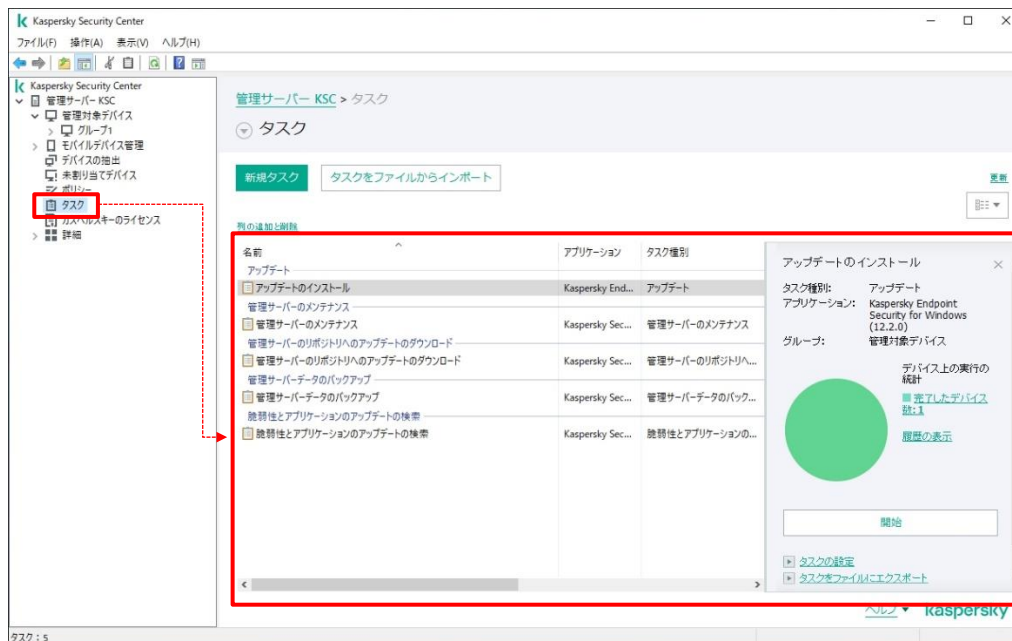 Kaspersky Security Center
ファイル(F) 操作(A) 表示(V) ヘルプ(H)
Kaspersky Security Center
管理サーバー KSC
管理対象デバイス
グループ1
モバイルデバイス管理
デバイスの抽出
未割り当てデバイス
ポリシー
タスク
カスペルスキーのライセンス
詳細
管理サーバー KSC > タスク
タスク
新規タスク タスクをファイルからインポート
更新
列の追加と削除
名前 アプリケーション タスク種別
アップデート
アップデートのインストール Kaspersky End... アップデート
管理サーバーのメンテナンス
管理サーバーのメンテナンス Kaspersky Sec... 管理サーバーのメンテナンス
管理サーバーのリポジトリへのアップデートのダウンロード
管理サーバーのリポジトリへのアップデートのダウンロード Kaspersky Sec... 管理サーバーのリポジトリへ...
管理サーバーデータのバックアップ
管理サーバーデータのバックアップ Kaspersky Sec... 管理サーバーデータのバック...
脆弱性とアプリケーションのアップデートの検索
脆弱性とアプリケーションのアップデートの検索 Kaspersky Sec... 脆弱性とアプリケーションの...
アップデートのインストール
タスク種別: アップデート
アプリケーション: Kaspersky Endpoint
Security for Windows
(12.2.0)
グループ: 管理対象デバイス
デバイス上の実行の
統計
完了したデバイス
数: 1
履歴の表示
開始
タスクの設定
タスクをファイルにエクスポート
ヘルプ kaspersky
タスク : 5